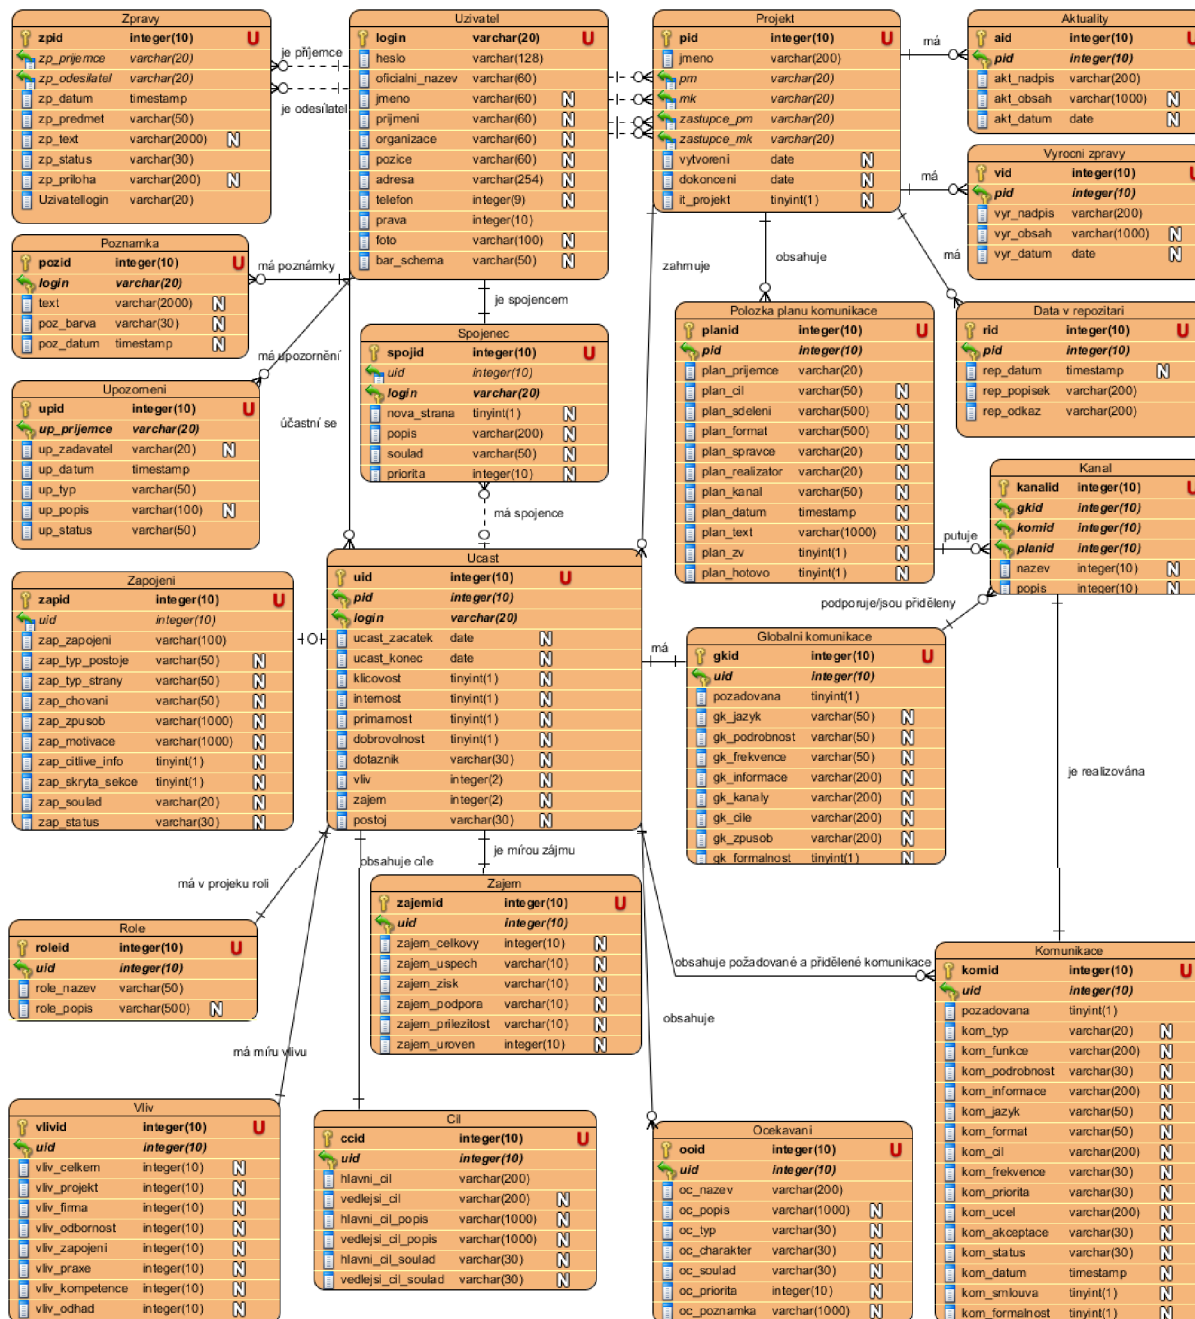 Zpravy
zpid integer(10) U
zp_prijemce varchar(20)
zp_odesilatel varchar(20)
zp_datum timestamp
zp_predmet varchar(50)
zp_text varchar(2000) N
zp_status varchar(30)
zp_priloha varchar(200) N
Uzivatellogin varchar(20)
je příjemce
je odesílatel
Uzivatel
login varchar(20) U
heslo varchar(128)
oficialni_nazev varchar(60)
jmeno varchar(60) N
prijmeni varchar(60) N
organizace varchar(60) N
pozice varchar(60) N
adresa varchar(254) N
telefon integer(9) N
prava integer(10)
foto varchar(100) N
bar_schema varchar(50) N
Projekt
pid integer(10) U
jmeno varchar(200)
pm varchar(20)
mk varchar(20)
zastupce_pm varchar(20)
zastupce_mk varchar(20)
vytvoreni date N
dokonceni date N
it_projekt tinyint(1) N
má
Aktuality
aid integer(10) U
pid integer(10)
akt_nadpis varchar(200)
akt_obsah varchar(1000) N
akt_datum date N
má
Vyrocni zpravy
vid integer(10) U
pid integer(10)
vyr_nadpis varchar(200)
vyr_obsah varchar(1000) N
vyr_datum date N
Poznamka
pozid integer(10) U
login varchar(20)
text varchar(2000) N
poz_barva varchar(30) N
poz_datum timestamp N
má poznámky
je spojencem
zahrnuje
obsahuje
má
Spojenec
spojid integer(10) U
uid integer(10)
login varchar(20)
nova_strana tinyint(1) N
popis varchar(200) N
soulad varchar(50) N
priorita integer(10) N
Polozka planu komunikace
planid integer(10) U
pid integer(10)
plan_prijemce varchar(20)
plan_cil varchar(50) N
plan_sdeleni varchar(500) N
plan_format varchar(500) N
plan_spravce varchar(20) N
plan_realizator varchar(20) N
plan_kanal varchar(50) N
plan_datum timestamp N
plan_text varchar(1000) N
plan_zv tinyint(1) N
plan_hotovo tinyint(1) N
Data v repozitari
rid integer(10) U
pid integer(10)
rep_datum timestamp N
rep_popisek varchar(200)
rep_odkaz varchar(200)
má upozornění
účastní se
Upozorneni
upid integer(10) U
up_prijemce varchar(20)
up_zadavatel varchar(20) N
up_datum timestamp
up_typ varchar(50)
up_popis varchar(100) N
up_status varchar(50)
má spojence
putuje
Kanal
kanalid integer(10) U
gkid integer(10)
komid integer(10)
planid integer(10)
nazev integer(10) N
popis integer(10) N
Zapojeni
zapid integer(10) U
uid integer(10)
zap_zapojeni varchar(100)
zap_typ_postoje varchar(50) N
zap_typ_strany varchar(50) N
zap_chovani varchar(50) N
zap_zpusob varchar(1000) N
zap_motivace varchar(1000) N
zap_citlive_info tinyint(1) N
zap_skryta_sekce tinyint(1) N
zap_soulad varchar(20) N
zap_status varchar(30) N
Ucast
uid integer(10) U
pid integer(10)
login varchar(20)
ucast_zacatek date N
ucast_konec date N
klicovost tinyint(1) N
internost tinyint(1) N
primarnost tinyint(1) N
dobrovolnost tinyint(1) N
dotaznik varchar(30) N
vliv integer(2) N
zajem integer(2) N
postoj varchar(30) N
podporuje/jsou přiděleny
má
Globalni komunikace
gkid integer(10) U
uid integer(10)
pozadovana tinyint(1)
gk_jazyk varchar(50) N
gk_podrobnost varchar(50) N
gk_frekvence varchar(50) N
gk_informace varchar(200) N
gk_kanaly varchar(200) N
gk_cile varchar(200) N
gk_zpusob varchar(200) N
gk_formalnost tinyint(1) N
je realizována
má v projeku roli
obsahuje cíle
je mírou zájmu
Role
roleid integer(10) U
uid integer(10)
role_nazev varchar(50)
role_popis varchar(500) N
Zajem
zajemid integer(10) U
uid integer(10)
zajem_celkovy integer(10) N
zajem_uspech varchar(10) N
zajem_zisk varchar(10) N
zajem_podpora varchar(10) N
zajem_prilezitost varchar(10) N
zajem_uroven integer(10) N
obsahuje požadované a přidělené komunikace
obsahuje
má míru vlivu
Komunikace
komid integer(10) U
uid integer(10)
pozadovana tinyint(1)
kom_typ varchar(20) N
kom_funkce varchar(200) N
kom_podrobnost varchar(30) N
kom_informace varchar(200) N
kom_jazyk varchar(50) N
kom_format varchar(50) N
kom_cil varchar(200) N
kom_frekvence varchar(30) N
kom_priorita varchar(30) N
kom_ucel varchar(200) N
kom_akceptace varchar(30) N
kom_status varchar(30) N
kom_datum timestamp N
kom_smlouva tinyint(1) N
kom_formalnost tinyint(1) N
Vliv
vlivid integer(10) U
uid integer(10)
vliv_celkem integer(10) N
vliv_projekt integer(10) N
vliv_firma integer(10) N
vliv_odbornost integer(10) N
vliv_zapojeni integer(10) N
vliv_praxe integer(10) N
vliv_kompetence integer(10) N
vliv_odhad integer(10) N
Cil
ccid integer(10) U
uid integer(10)
hlavni_cil varchar(200)
vedlejsi_cil varchar(200) N
hlavni_cil_popis varchar(1000) N
vedlejsi_cil_popis varchar(1000) N
hlavni_cil_soulad varchar(30) N
vedlejsi_cil_soulad varchar(30) N
Ocekavani
ooid integer(10) U
uid integer(10)
oc_nazev varchar(200)
oc_popis varchar(1000) N
oc_typ varchar(30) N
oc_charakter varchar(30) N
oc_soulad varchar(30) N
oc_priorita integer(10) N
oc_poznamka varchar(1000) N